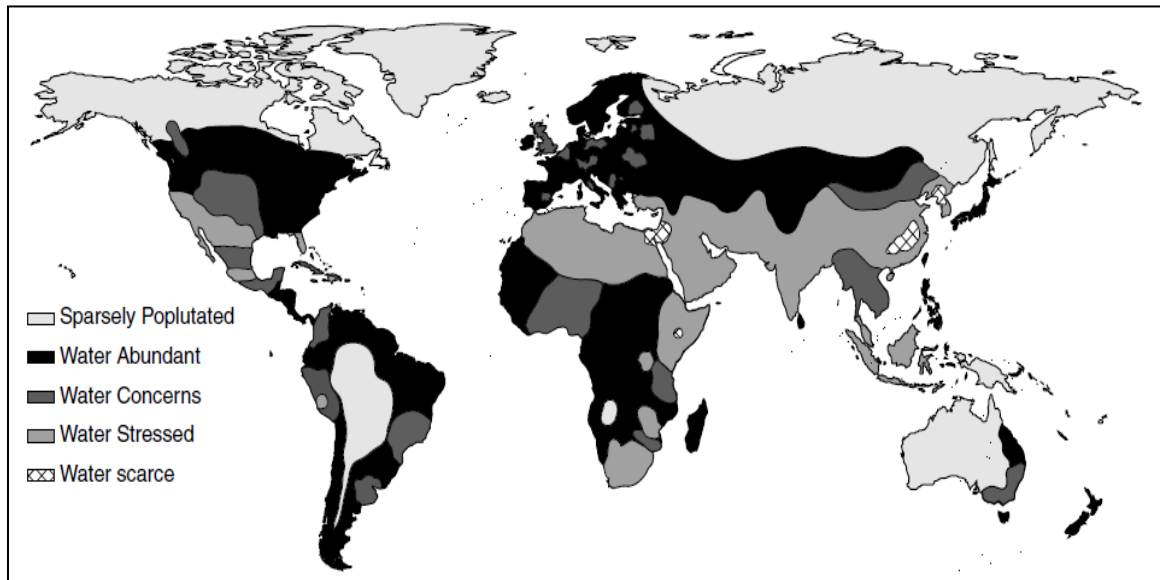 Sparsely Poplutated
Water Abundant
Water Concerns
Water Stressed
Water scarce